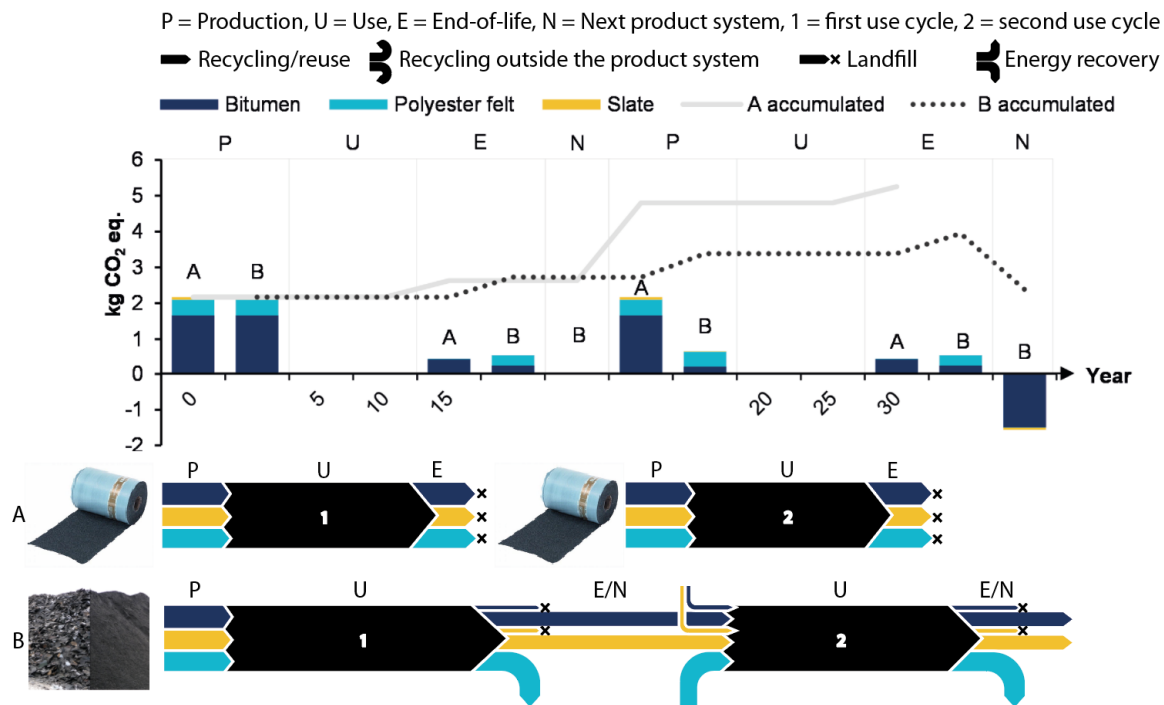 P = Production, U = Use, E = End-of-life, N = Next product system, 1 = first use cycle, 2 = second use cycle
Recycling/reuse Recycling outside the product system Landfill Energy recovery
Bitumen Polyester felt Slate A accumulated B accumulated
P U E N P U E N
kg CO₂ eq.
6
5
4
3
2
1
0
-1
-2
A B A B B A B A B B
0 5 10 15 20 25 30
Year
P U E P U E
A 1 2
P U E/N U E/N
B 1 2